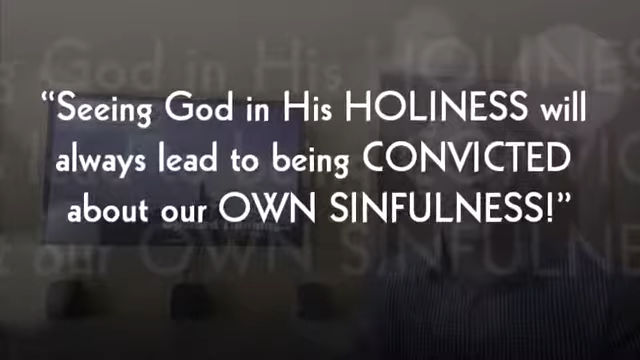 “Seeing God in His HOLINESS will
always lead to being CONVICTED
about our OWN SINFULNESS!”